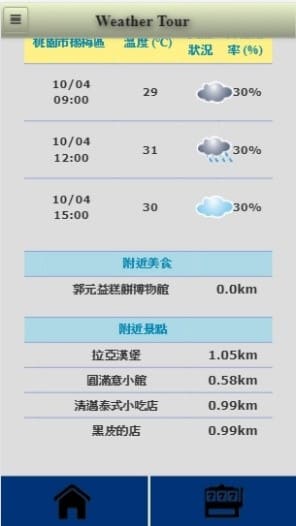 Weather Tour
桃園市楊梅區 溫度 (°C) 狀況 率 (%)
10/04
09:00 29 30%
10/04
12:00 31 30%
10/04
15:00 30 30%
附近美食
郭元益糕餅博物館 0.0km
附近景點
拉亞漢堡 1.05km
圓滿意小館 0.58km
清邁泰式小吃店 0.99km
黑皮的店 0.99km
777